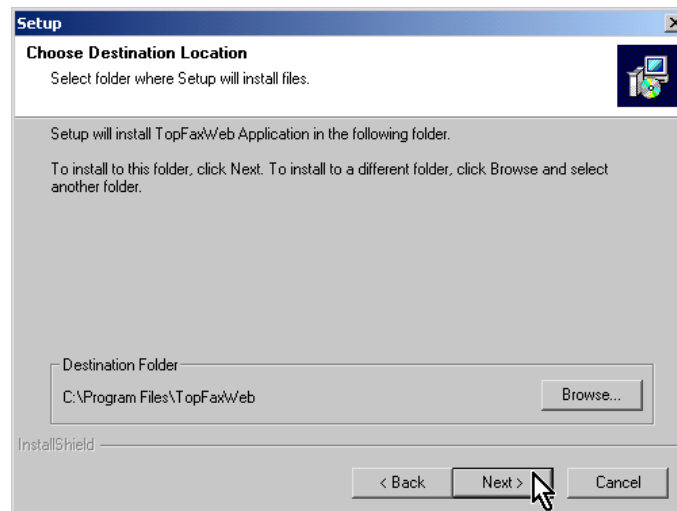 Setup
Choose Destination Location
Select folder where Setup will install files.
Setup will install TopFaxWeb Application in the following folder.
To install to this folder, click Next. To install to a different folder, click Browse and select
another folder.
Destination Folder
C:\Program Files\TopFaxWeb
Browse...
InstallShield
< Back
Next >
Cancel